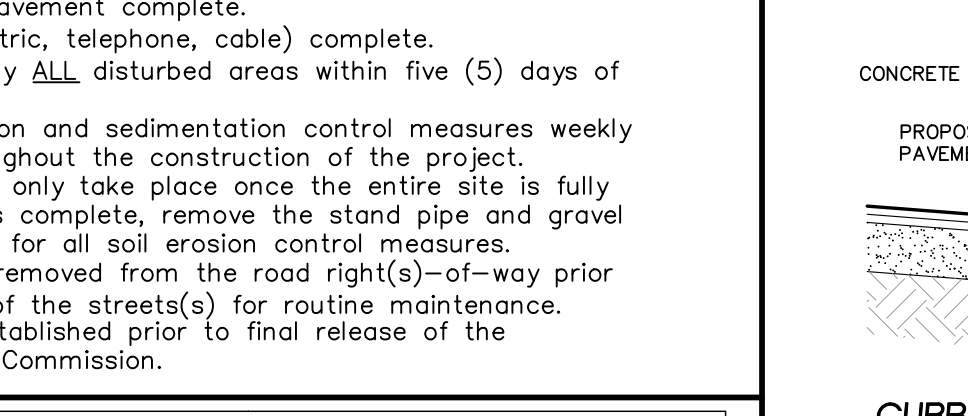 avement complete.
tric, telephone, cable) complete.
y ALL disturbed areas within five (5) days of
on and sedimentation control measures weekly
ghout the construction of the project.
only take place once the entire site is fully
s complete, remove the stand pipe and gravel
for all soil erosion control measures.
removed from the road right(s)-of-way prior
of the streets(s) for routine maintenance.
tablished prior to final release of the
Commission.
CONCRETE
PROPOS
PAVEME
CURB